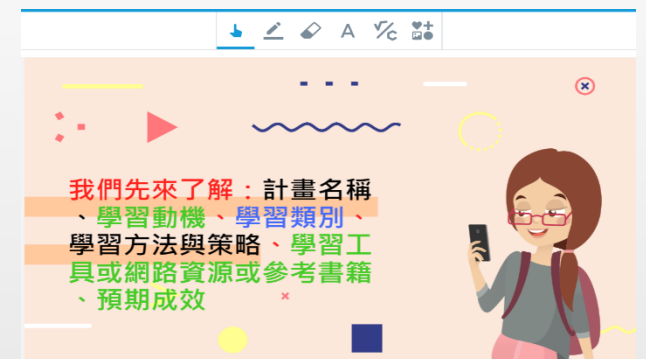 A
√/c
我們先來了解：計畫名稱
、學習動機、學習類別、
學習方法與策略、學習工
具或網路資源或參考書籍
、預期成效